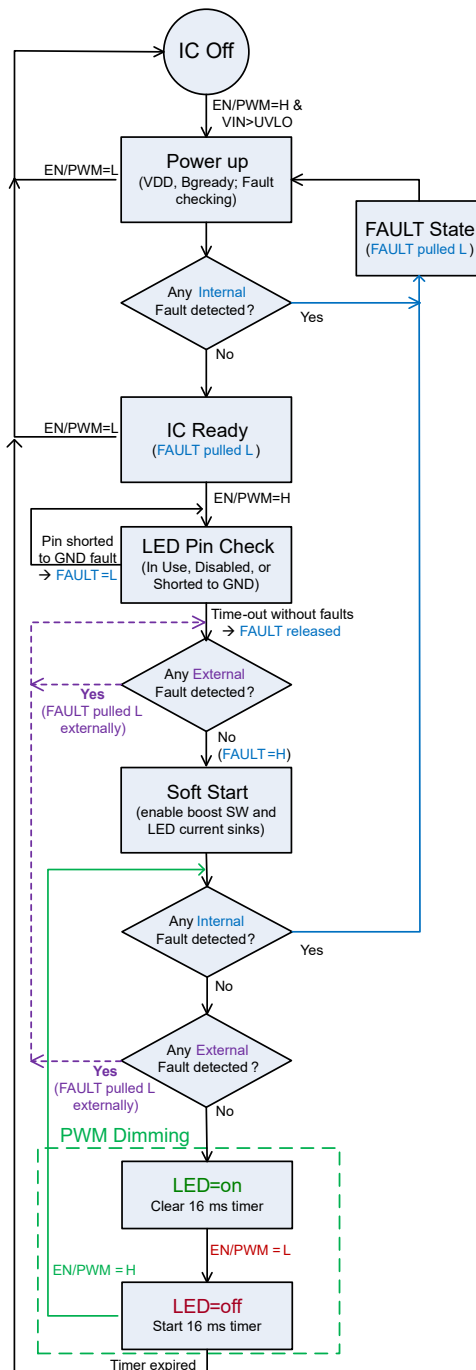 IC Off
EN/PWM=H &
VIN>UVLO
EN/PWM=L
Power up
(VDD, Bgready; Fault
checking)
FAULT State
(FAULT pulled L)
Any Internal
Fault detected?
Yes
No
EN/PWM=L
IC Ready
(FAULT pulled L)
EN/PWM=H
Pin shorted
to GND fault
→ FAULT=L
LED Pin Check
(In Use, Disabled, or
Shorted to GND)
Time-out without faults
→ FAULT released
Any External
Fault detected?
Yes
(FAULT pulled L
externally)
No
(FAULT=H)
Soft Start
(enable boost SW and
LED current sinks)
Any Internal
Fault detected?
Yes
No
Any External
Fault detected ?
Yes
(FAULT pulled L
externally)
No
PWM Dimming
LED=on
Clear 16 ms timer
EN/PWM = H
EN/PWM = L
LED=off
Start 16 ms timer
Timer expired